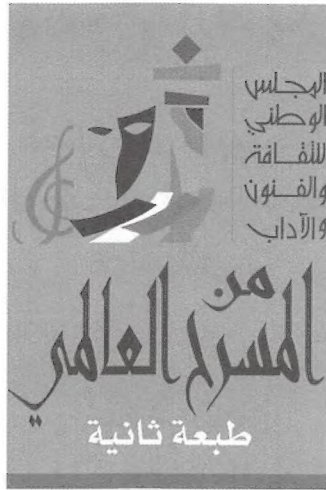 المجلس
الوطني
للثقافة
والفنون
والآداب
من
المسرح العالمي
طبعة ثانية